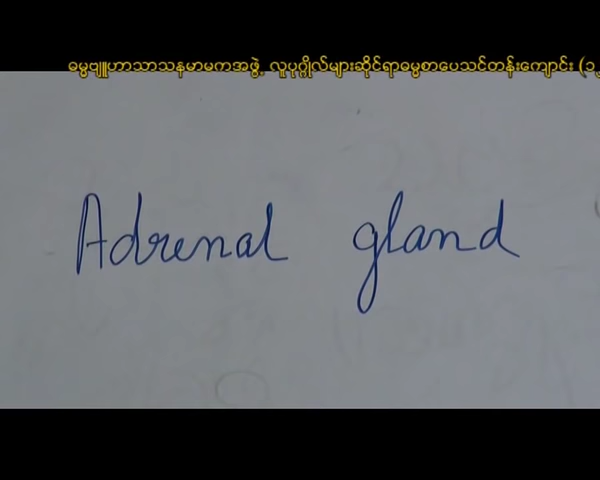 ဓမ္မဗျူဟာသာသနမာမကအဖွဲ့ လူပုဂ္ဂိုလ်များဆိုင်ရာဓမ္မစာပေသင်တန်းကျောင်း (၁
Adrenal gland